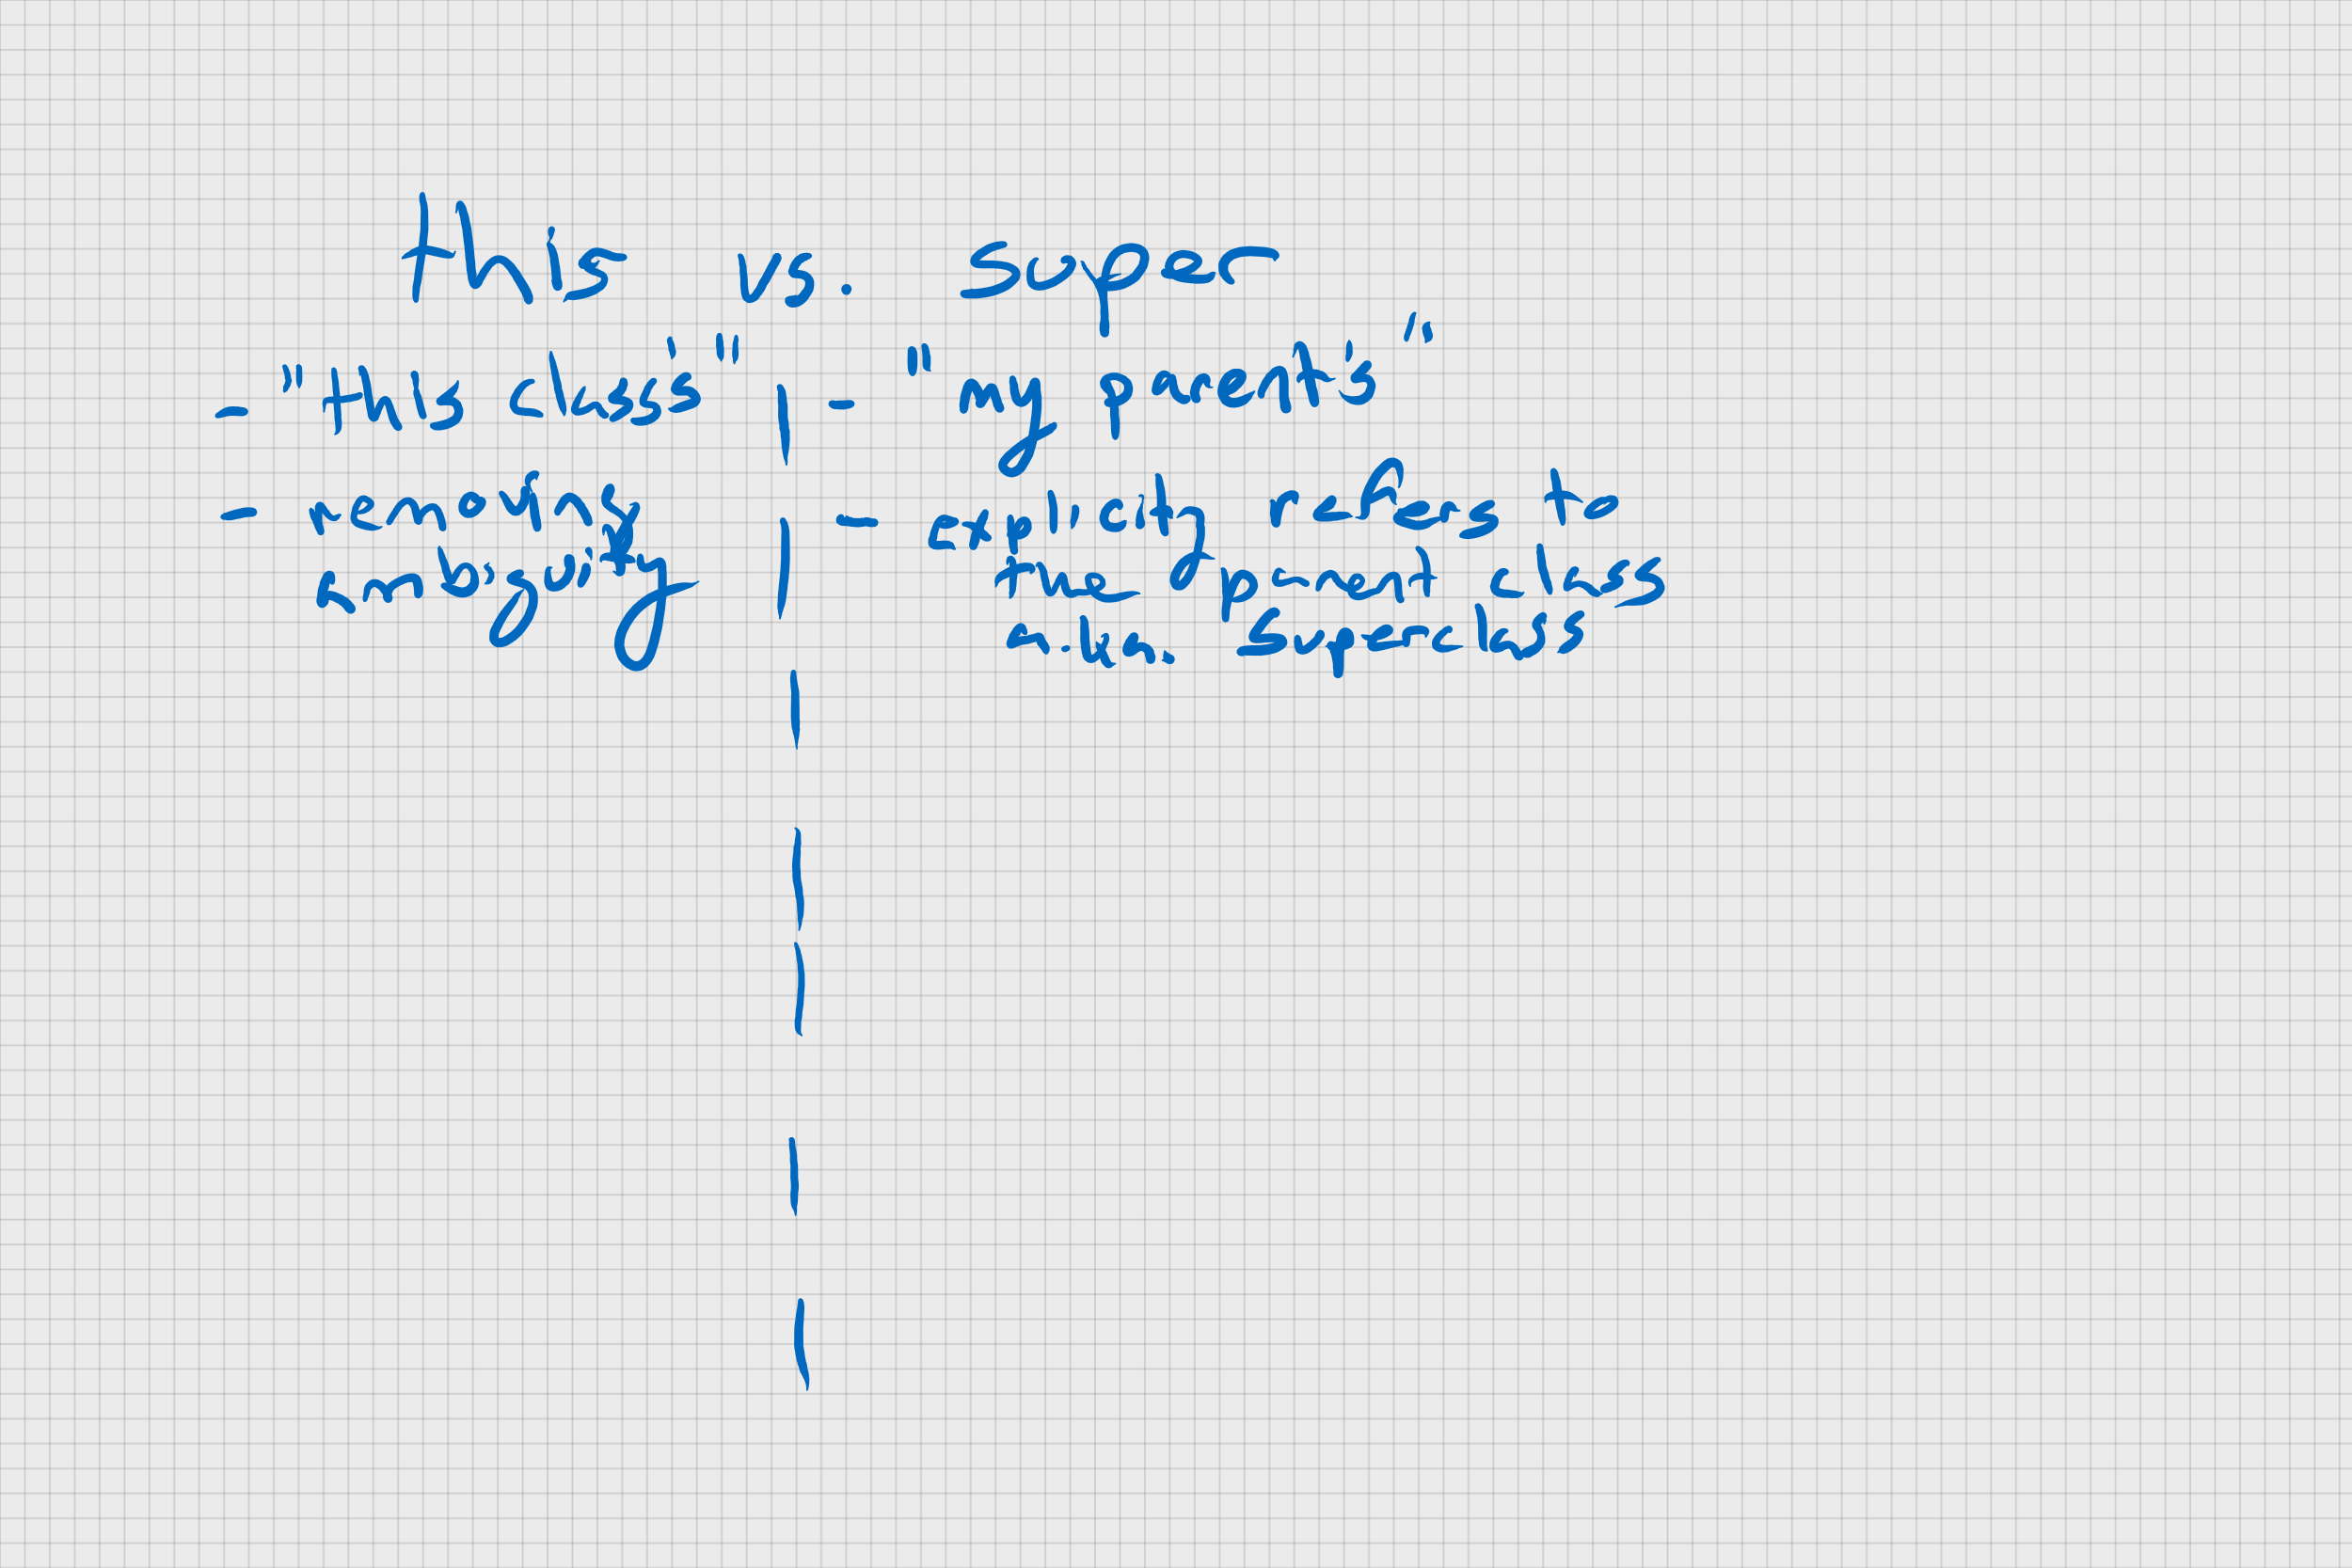 this vs. super
- "this class'" - "my parent's"
- removing
ambiguity
- explicity refers to
the parent class
a.k.a. superclass